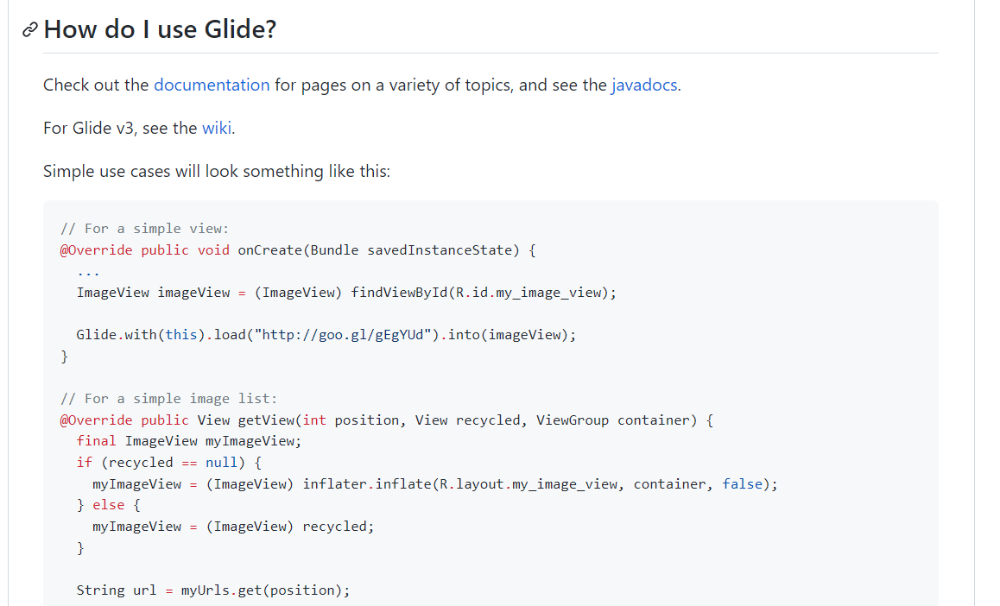 How do I use Glide?
Check out the documentation for pages on a variety of topics, and see the javadocs.
For Glide v3, see the wiki.
Simple use cases will look something like this:
// For a simple view:
@Override public void onCreate(Bundle savedInstanceState) {
  ...
  ImageView imageView = (ImageView) findViewById(R.id.my_image_view);

  Glide.with(this).load("http://goo.gl/gEgYUd").into(imageView);
}

// For a simple image list:
@Override public View getView(int position, View recycled, ViewGroup container) {
  final ImageView myImageView;
  if (recycled == null) {
    myImageView = (ImageView) inflater.inflate(R.layout.my_image_view, container, false);
  } else {
    myImageView = (ImageView) recycled;
  }

  String url = myUrls.get(position);